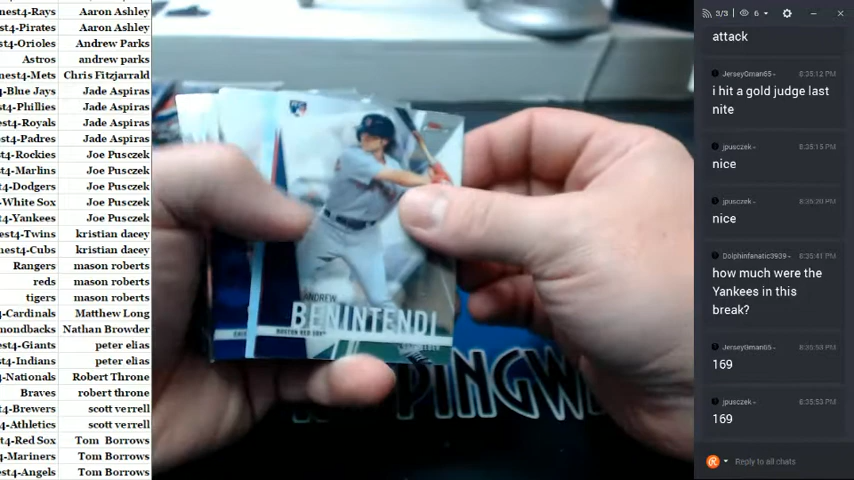 nest4-Rays Aaron Ashley
est4-Pirates Aaron Ashley
est4-Orioles Andrew Parks
Astros andrew parks
nest4-Mets Chris Fitzjarrald
4-Blue Jays Jade Aspiras
t4-Phillies Jade Aspiras
st4-Royals Jade Aspiras
st4-Padres Jade Aspiras
st4-Rockies Joe Pusczek
st4-Marlins Joe Pusczek
t4-Dodgers Joe Pusczek
-White Sox Joe Pusczek
t4-Yankees Joe Pusczek
est4-Twins kristian dacey
nest4-Cubs kristian dacey
Rangers mason roberts
reds mason roberts
tigers mason roberts
4-Cardinals Matthew Long
mondbacks Nathan Browder
est4-Giants peter elias
est4-Indians peter elias
4-Nationals Robert Throne
Braves robert throne
t4-Brewers scott verrell
4-Athletics scott verrell
st4-Red Sox Tom Borrows
4-Mariners Tom Borrows
est4-Angels Tom Borrows
ANDREW
BENINTENDI
BOSTON RED SOX
PINGW
3/3 6
attack
JerseyOman65 8:35:12 PM
i hit a gold judge last
nite
jpusczek 8:35:15 PM
nice
jpusczek 8:35:20 PM
nice
Dolphinfanatic3939 8:35:41 PM
how much were the
Yankees in this
break?
JerseyOman65 8:35:50 PM
169
jpusczek 8:35:53 PM
169
Reply to all chats